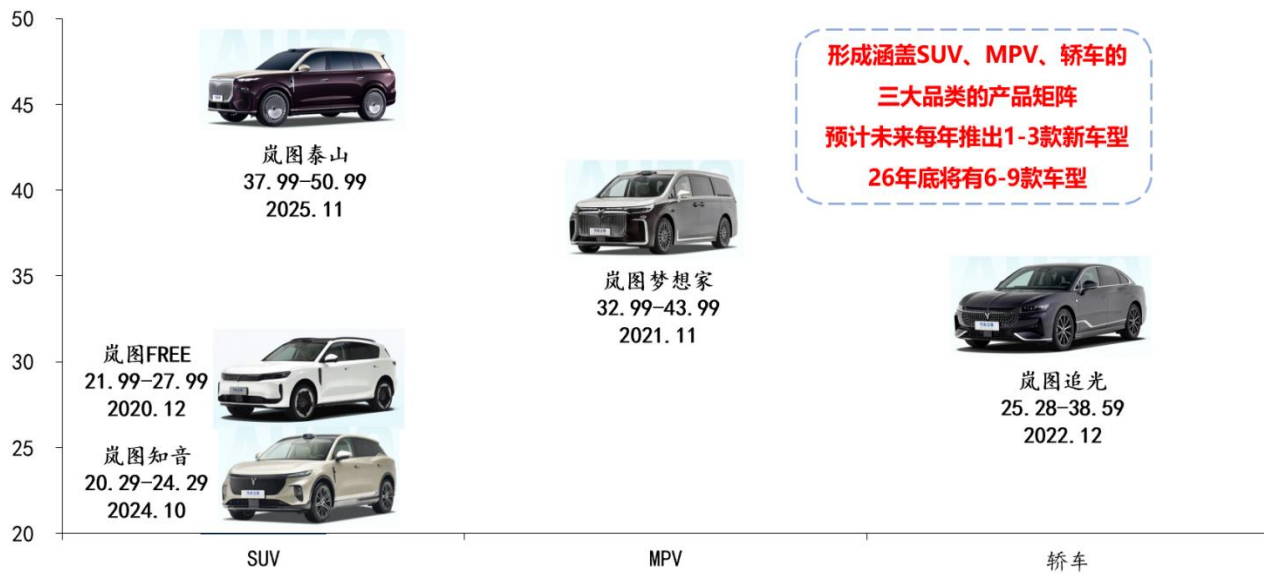 50
45
40
35
30
25
20
形成涵盖SUV、MPV、轿车的
三大品类的产品矩阵
预计未来每年推出1-3款新车型
26年底将有6-9款车型
岚图泰山
37.99-50.99
2025.11
岚图梦想家
32.99-43.99
2021.11
岚图FREE
21.99-27.99
2020.12
岚图追光
25.28-38.59
2022.12
岚图知音
20.29-24.29
2024.10
SUV
MPV
轿车